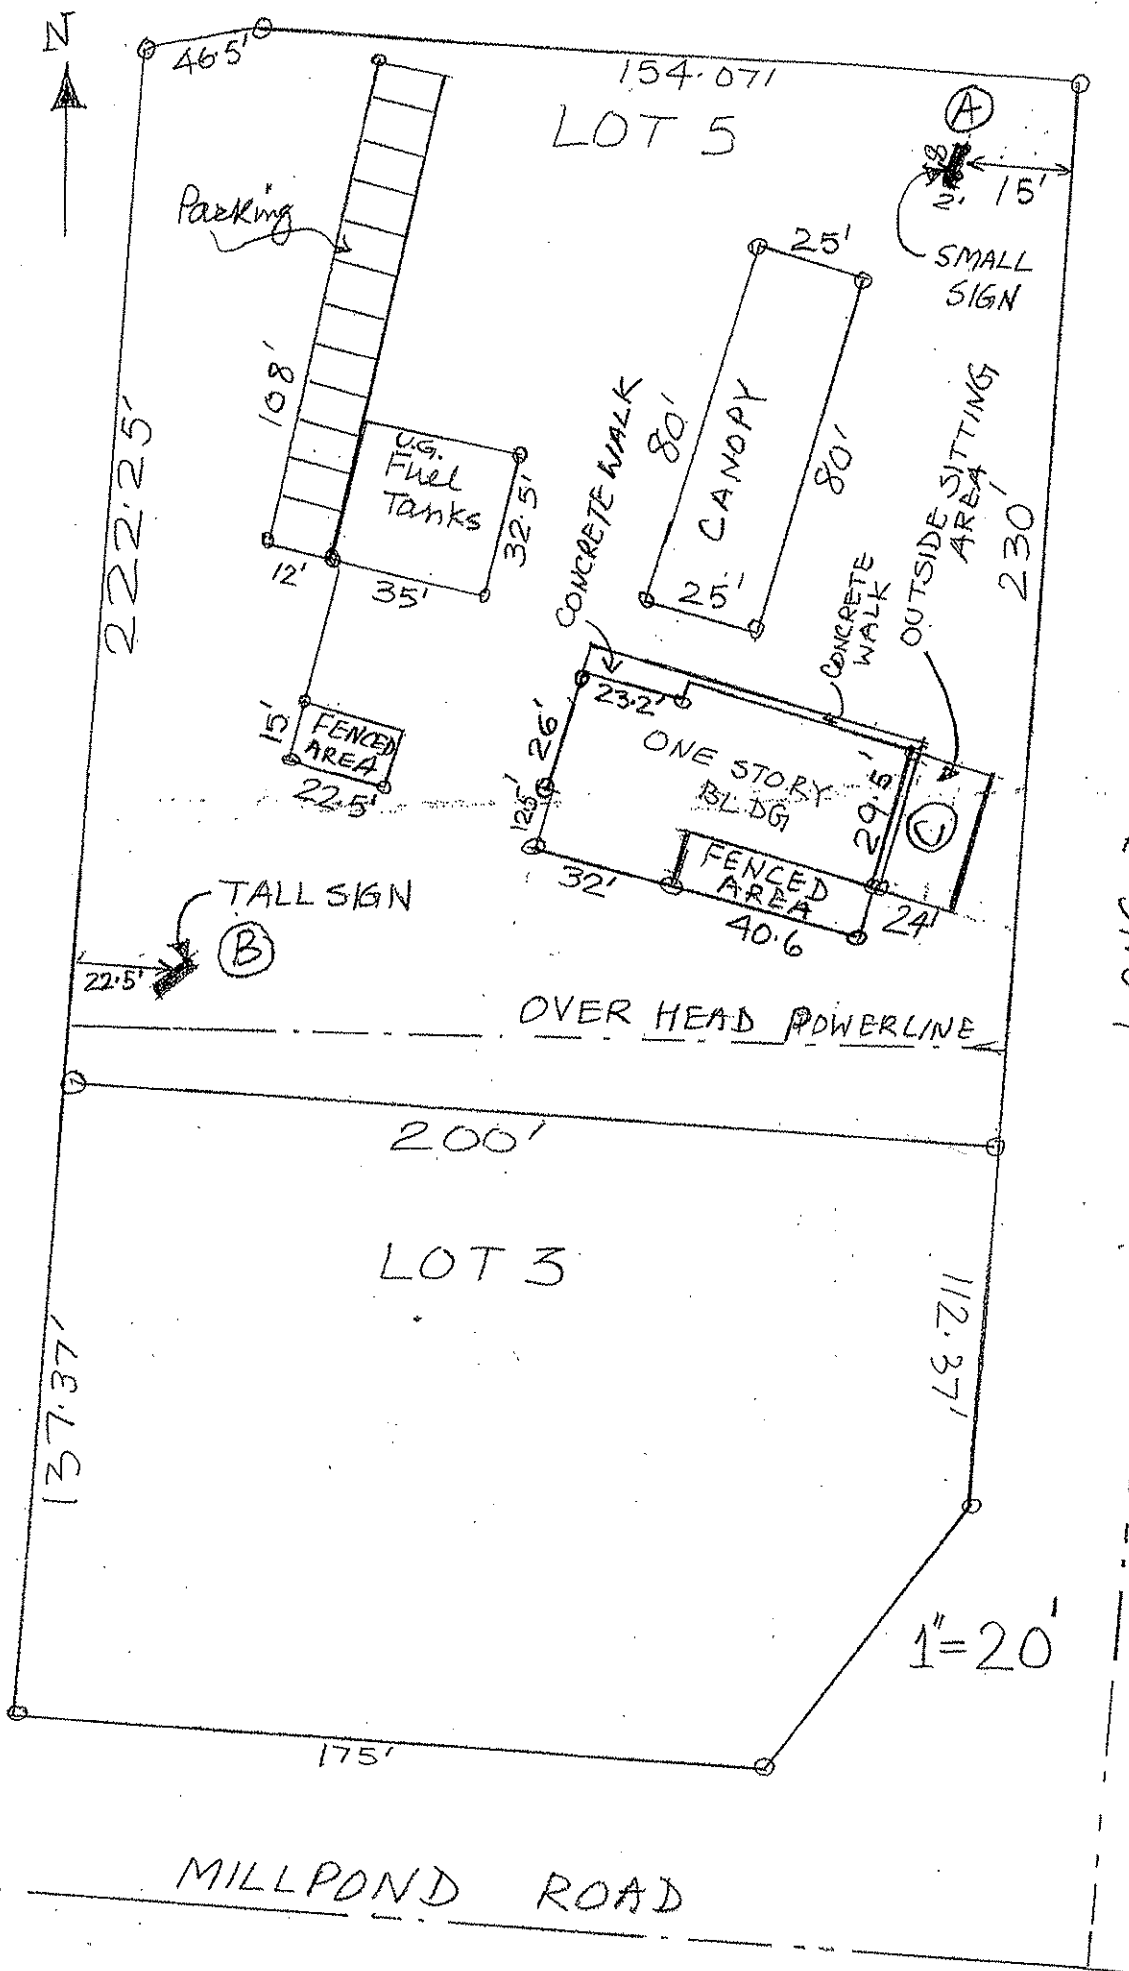 N
46.5'
154.071
LOT 5
A
8
2'
15'
SMALL
SIGN
Parking
25'
108'
222.25'
U.G.
Fuel
Tanks
32.5'
12'
35'
CONCRETE WALK
80'
CANOPY
80'
25'
CONCRETE
WALK
OUTSIDE SITTING
AREA
230'
15'
FENCED
AREA
22.5'
23.2'
26'
12.5'
ONE STORY
BLDG
29.5'
C
FENCED
AREA
32'
40.6
24'
TALL SIGN
B
22.5'
OVER HEAD POWERLINE
200'
LOT 3
137.37'
112.37'
1"=20'
175'
MILLPOND ROAD